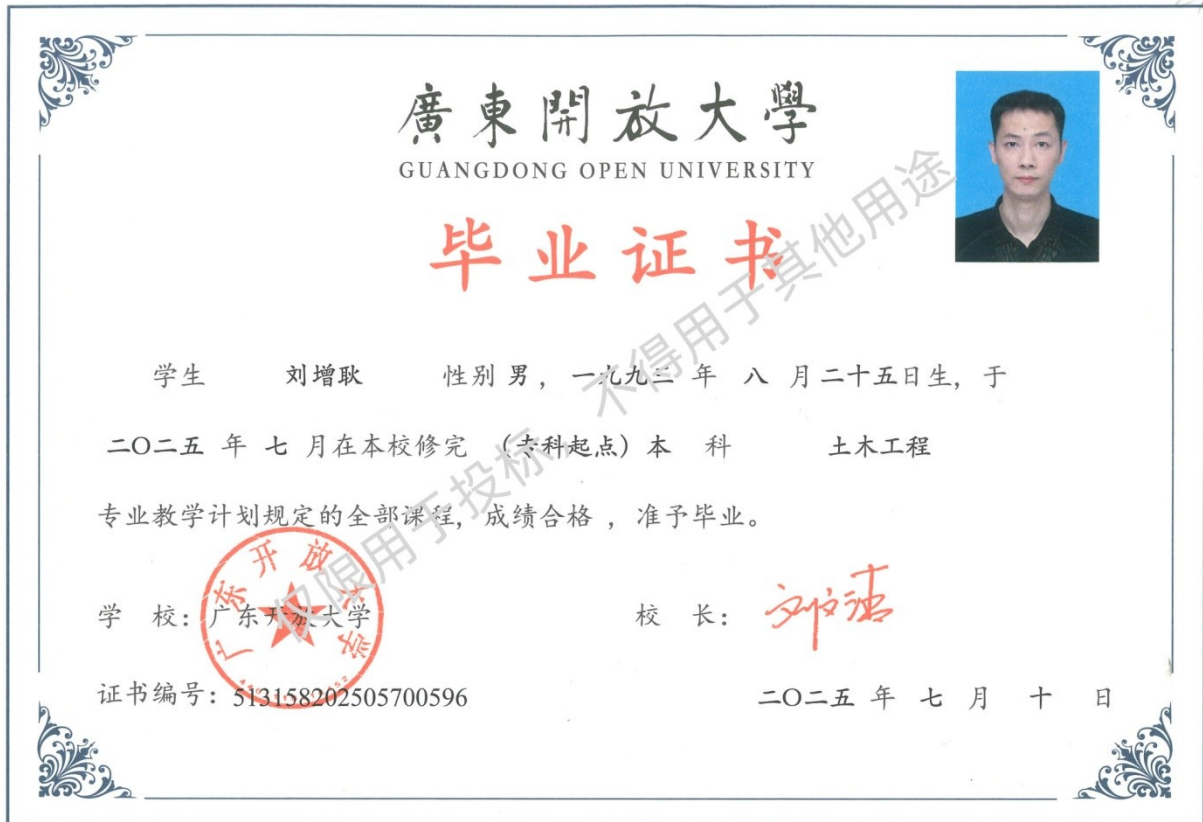 廣東開放大學
GUANGDONG OPEN UNIVERSITY
毕业证书
学生 刘增耿 性别 男，一九九二 年 八 月二十五日生，于
二〇二五 年 七 月在本校修完 （专科起点）本 科 土木工程
专业教学计划规定的全部课程，成绩合格 ，准予毕业。
学 校：广东开放大学 校 长：
广东开放大学
证书编号：513158202505700596 二〇二五 年 七 月 十 日
仅限用于投标，不得用于其他用途